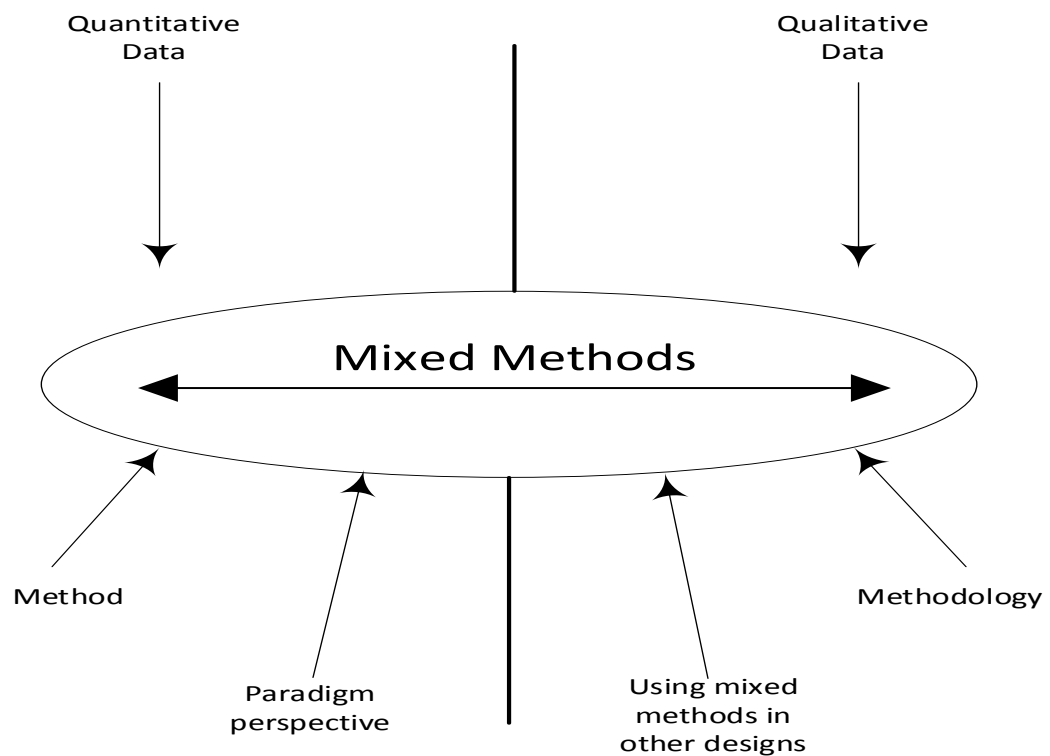 Quantitative
Data
Qualitative
Data
Mixed Methods
Method
Methodology
Paradigm
perspective
Using mixed
methods in
other designs